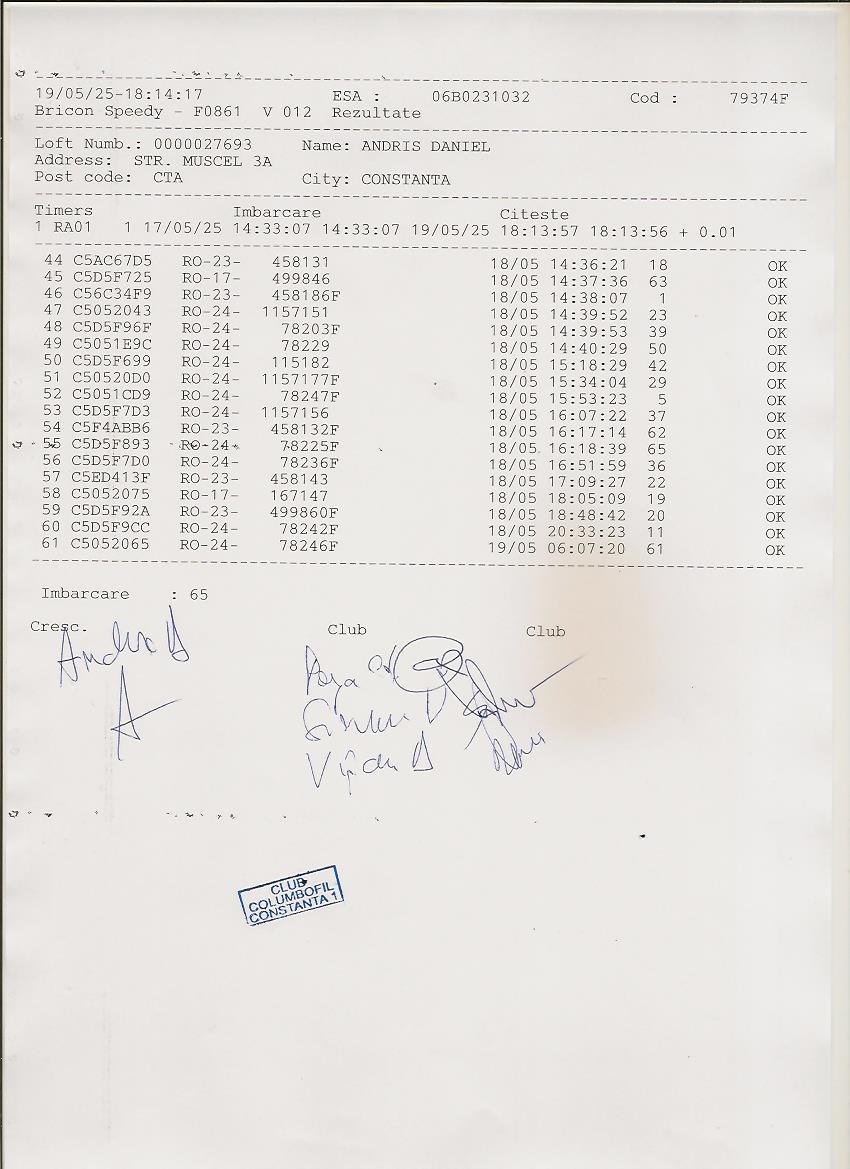 19/05/25-18:14:17 ESA : 06B0231032 Cod : 79374F
Bricon Speedy - F0861 V 012 Rezultate
Loft Numb.: 0000027693 Name: ANDRIS DANIEL
Address: STR. MUSCEL 3A
Post code: CTA City: CONSTANTA
Timers Imbarcare Citeste
1 RA01 1 17/05/25 14:33:07 14:33:07 19/05/25 18:13:57 18:13:56 + 0.01
44 C5AC67D5 RO-23- 458131 18/05 14:36:21 18 OK
45 C5D5F725 RO-17- 499846 18/05 14:37:36 63 OK
46 C56C34F9 RO-23- 458186F 18/05 14:38:07 1 OK
47 C5052043 RO-24- 1157151 18/05 14:39:52 23 OK
48 C5D5F96F RO-24- 78203F 18/05 14:39:53 39 OK
49 C5051E9C RO-24- 78229 18/05 14:40:29 50 OK
50 C5D5F699 RO-24- 115182 18/05 15:18:29 42 OK
51 C50520D0 RO-24- 1157177F 18/05 15:34:04 29 OK
52 C5051CD9 RO-24- 78247F 18/05 15:53:23 5 OK
53 C5D5F7D3 RO-24- 1157156 18/05 16:07:22 37 OK
54 C5F4ABB6 RO-23- 458132F 18/05 16:17:14 62 OK
55 C5D5F893 RO-24- 78225F 18/05 16:18:39 65 OK
56 C5D5F7D0 RO-24- 78236F 18/05 16:51:59 36 OK
57 C5ED413F RO-23- 458143 18/05 17:09:27 22 OK
58 C5052075 RO-17- 167147 18/05 18:05:09 19 OK
59 C5D5F92A RO-23- 499860F 18/05 18:48:42 20 OK
60 C5D5F9CC RO-24- 78242F 18/05 20:33:23 11 OK
61 C5052065 RO-24- 78246F 19/05 06:07:20 61 OK
Imbarcare : 65
Cresc. Club Club
CLUB
COLUMBOFIL
CONSTANTA 1